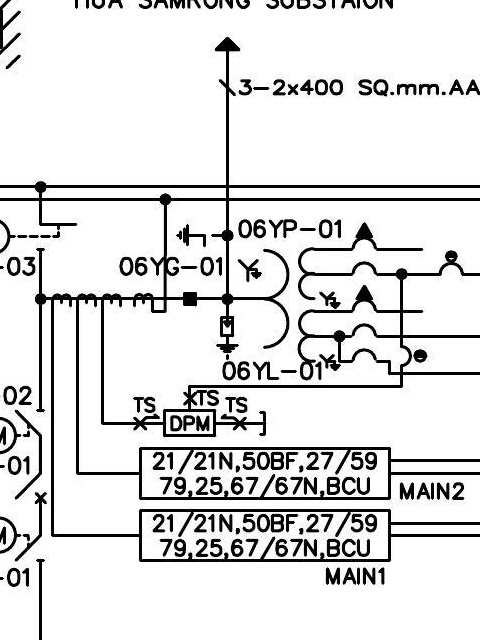 HUA SAMRONG SUBSTAION
3-2x400 SQ.mm.AA
06YP-01
06YG-01
-03
06YL-01
TS
TS
TS
DPM
-02
M
-01
21/21N,50BF,27/59
79,25,67/67N,BCU
MAIN2
21/21N,50BF,27/59
79,25,67/67N,BCU
M
-01
MAIN1